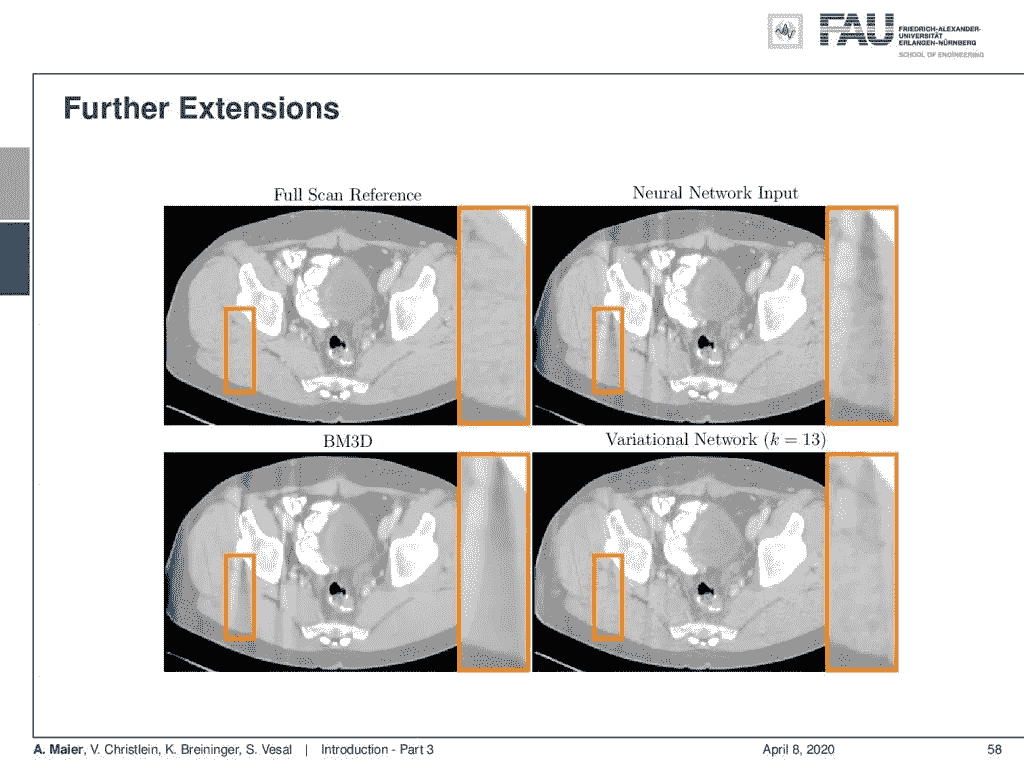 FAU
FRIEDRICH-ALEXANDER-
UNIVERSITÄT
ERLANGEN-NÜRNBERG
SCHOOL OF ENGINEERING
Further Extensions
Full Scan Reference
Neural Network Input
BM3D
Variational Network (k = 13)
A. Maier, V. Christlein, K. Breininger, S. Vesal | Introduction - Part 3
April 8, 2020
58